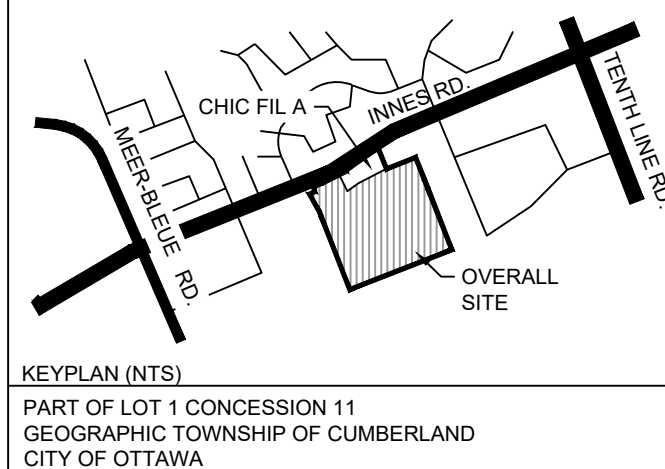 CHIC FIL A
INNES RD.
TENTH LINE RD.
MEER-BLEUE RD.
OVERALL
SITE
KEYPLAN (NTS)
PART OF LOT 1 CONCESSION 11
GEOGRAPHIC TOWNSHIP OF CUMBERLAND
CITY OF OTTAWA